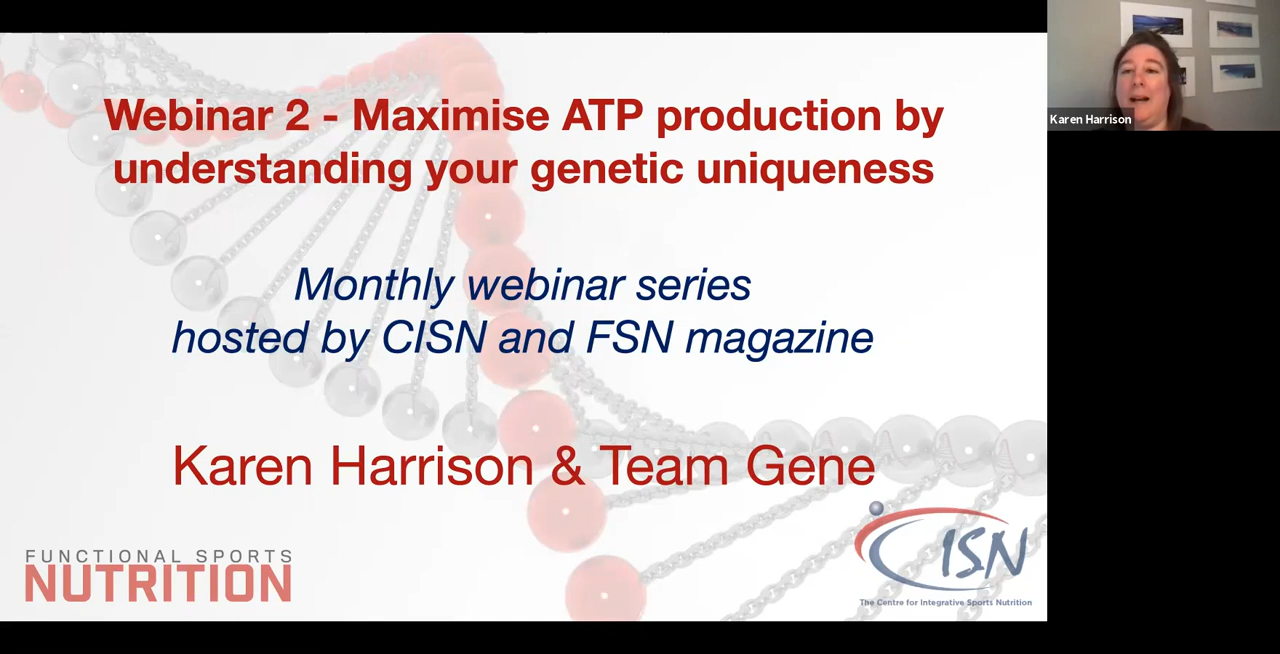 Webinar 2 - Maximise ATP production by
understanding your genetic uniqueness
Monthly webinar series
hosted by CISN and FSN magazine
Karen Harrison & Team Gene
FUNCTIONAL SPORTS
NUTRITION
CISN
The Centre for Integrative Sports Nutrition
Karen Harrison